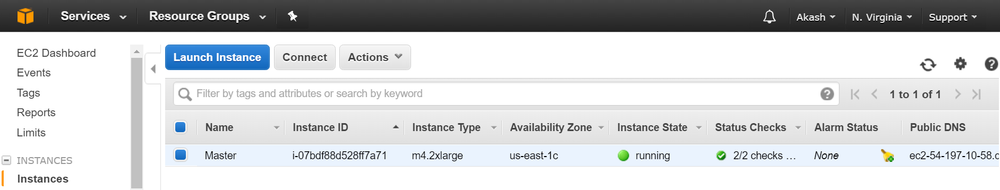 Services Resource Groups Akash N. Virginia Support
EC2 Dashboard
Events
Tags
Reports
Limits
INSTANCES
Instances
Launch Instance Connect Actions
Filter by tags and attributes or search by keyword 1 to 1 of 1
Name Instance ID Instance Type Availability Zone Instance State Status Checks Alarm Status Public DNS
Master i-07bdf88d528ff7a71 m4.2xlarge us-east-1c running 2/2 checks ... None ec2-54-197-10-58.c